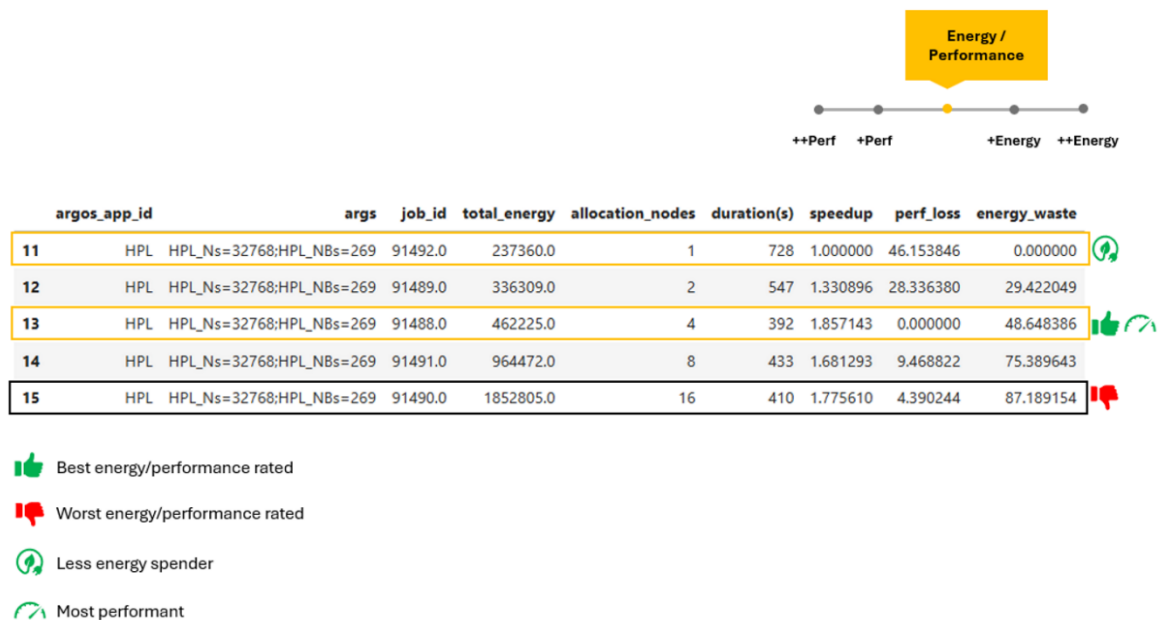 Energy /
Performance
++Perf +Perf +Energy ++Energy
argos_app_id args job_id total_energy allocation_nodes duration(s) speedup perf_loss energy_waste
11 HPL HPL_Ns=32768;HPL_NBs=269 91492.0 237360.0 1 728 1.000000 46.153846 0.000000
12 HPL HPL_Ns=32768;HPL_NBs=269 91489.0 336309.0 2 547 1.330896 28.336380 29.422049
13 HPL HPL_Ns=32768;HPL_NBs=269 91488.0 462225.0 4 392 1.857143 0.000000 48.648386
14 HPL HPL_Ns=32768;HPL_NBs=269 91491.0 964472.0 8 433 1.681293 9.468822 75.389643
15 HPL HPL_Ns=32768;HPL_NBs=269 91490.0 1852805.0 16 410 1.775610 4.390244 87.189154
Best energy/performance rated
Worst energy/performance rated
Less energy spender
Most performant